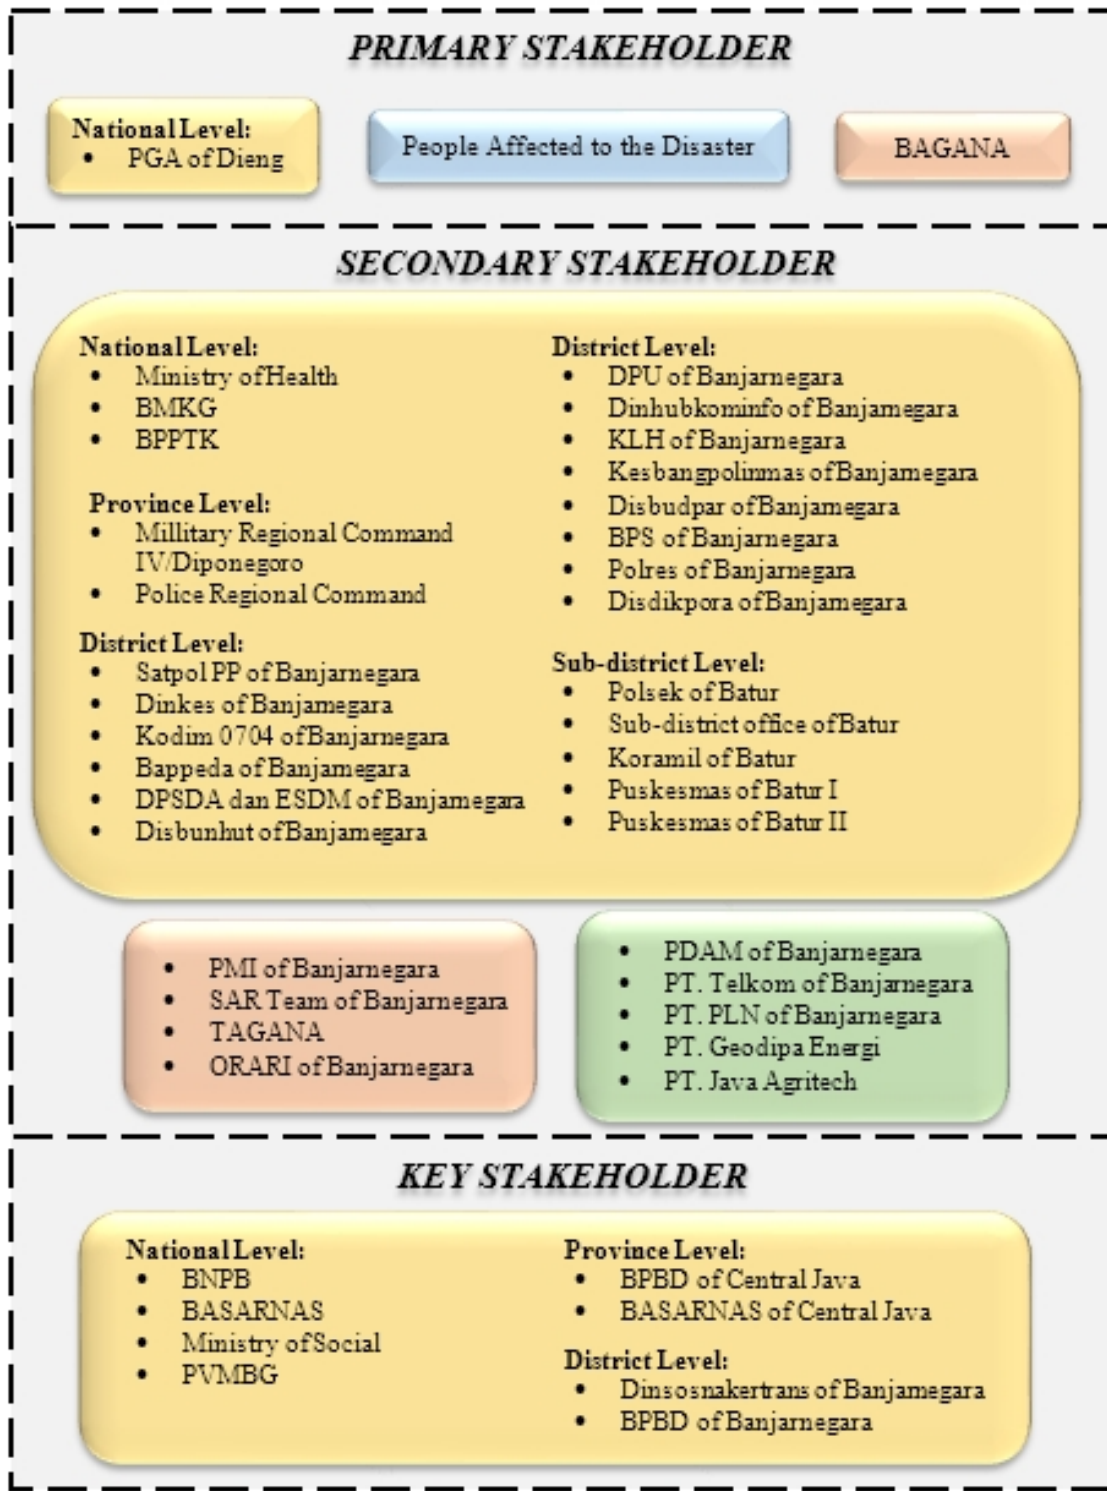 PRIMARY STAKEHOLDER
National Level:
• PGA of Dieng
People Affected to the Disaster
BAGANA
SECONDARY STAKEHOLDER
National Level:
• Ministry of Health
• BMKG
• BPPTK
Province Level:
• Millitary Regional Command
IV/Diponegoro
• Police Regional Command
District Level:
• Satpol PP of Banjarnegara
• Dinkes of Banjarnegara
• Kodim 0704 of Banjarnegara
• Bappeda of Banjarnegara
• DPSDA dan ESDM of Banjarnegara
• Disbunhut of Banjarnegara
District Level:
• DPU of Banjarnegara
• Dinhubkominfo of Banjarnegara
• KLH of Banjarnegara
• Kesbangpolinmas of Banjarnegara
• Disbudpar of Banjarnegara
• BPS of Banjarnegara
• Polres of Banjarnegara
• Disdikpora of Banjarnegara
Sub-district Level:
• Polsek of Batur
• Sub-district office of Batur
• Koramil of Batur
• Puskesmas of Batur I
• Puskesmas of Batur II
• PMI of Banjarnegara
• SAR Team of Banjarnegara
• TAGANA
• ORARI of Banjarnegara
• PDAM of Banjarnegara
• PT. Telkom of Banjarnegara
• PT. PLN of Banjarnegara
• PT. Geodipa Energi
• PT. Java Agritech
KEY STAKEHOLDER
National Level:
• BNPB
• BASARNAS
• Ministry of Social
• PVMBG
Province Level:
• BPBD of Central Java
• BASARNAS of Central Java
District Level:
• Dinsosnakertrans of Banjarnegara
• BPBD of Banjarnegara